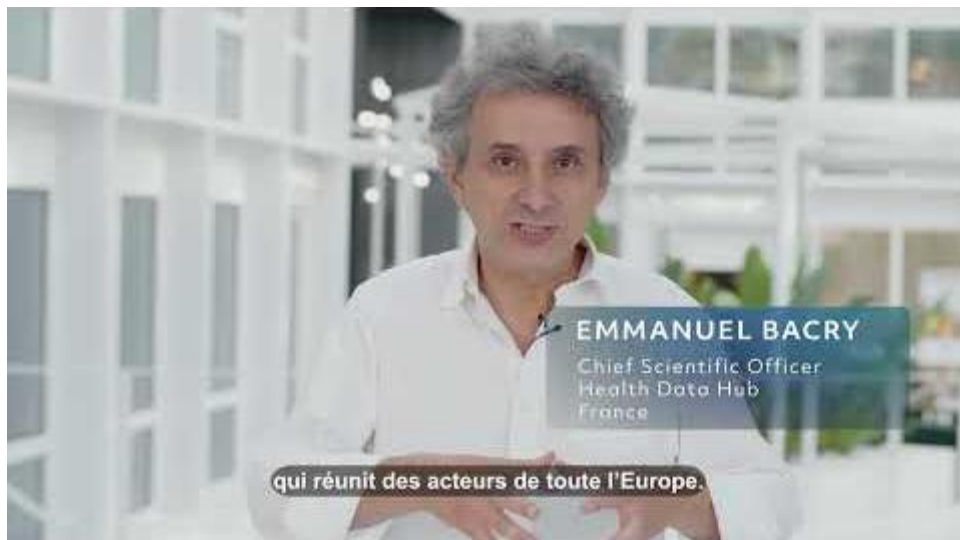 EMMANUEL BACRY
Chief Scientific Officer
Health Data Hub
France
qui réunit des acteurs de toute l'Europe.